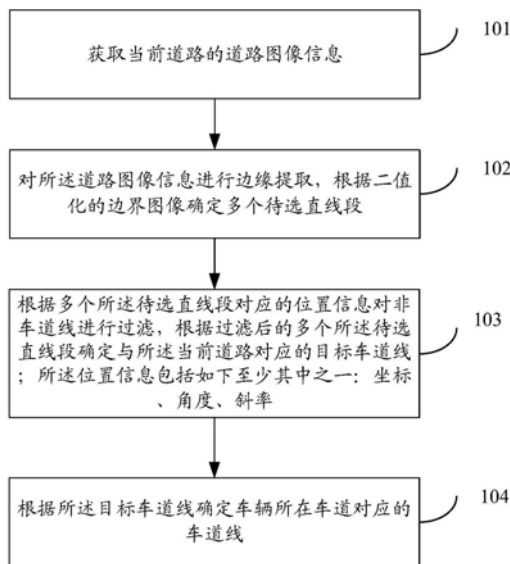 获取当前道路的道路图像信息
101
对所述道路图像信息进行边缘提取，根据二值
化的边界图像确定多个待选直线段
102
根据多个所述待选直线段对应的位置信息对非
车道线进行过滤，根据过滤后的多个所述待选
直线段确定与所述当前道路对应的目标车道线
；所述位置信息包括如下至少其中之一：坐标
、角度、斜率
103
根据所述目标车道线确定车辆所在车道对应的
车道线
104